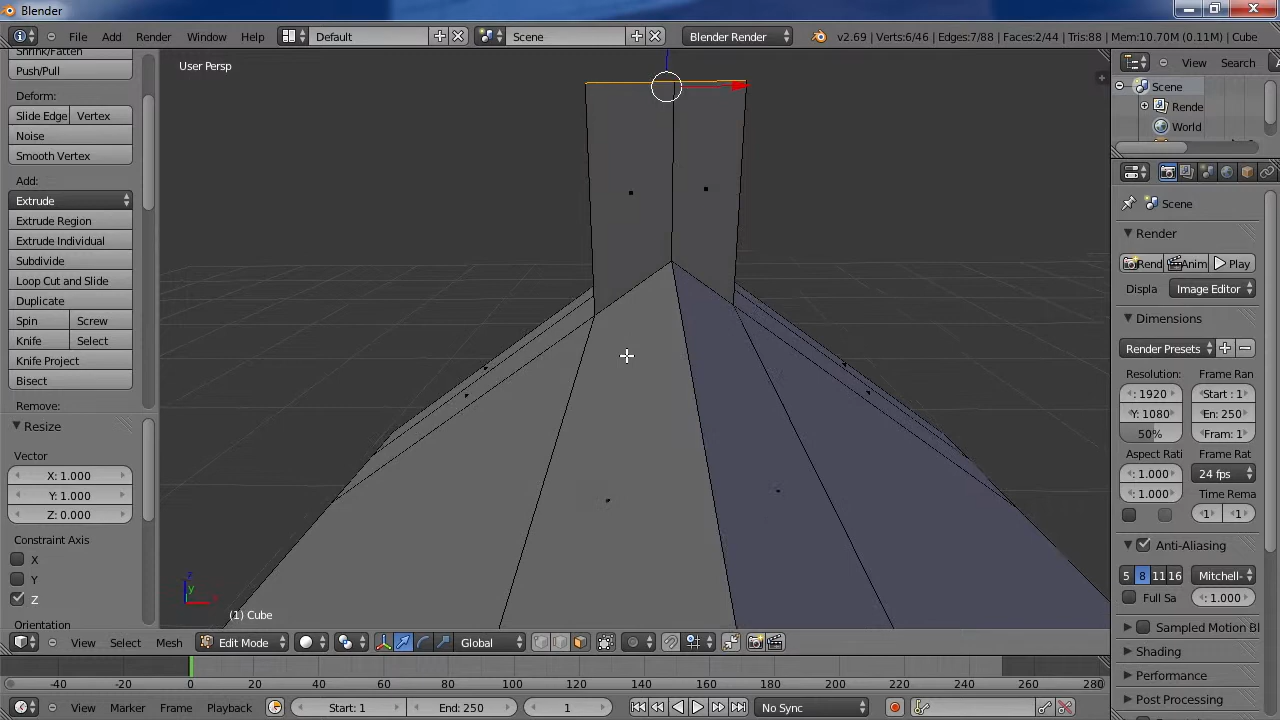 Blender
File Add Render Window Help Default Scene Blender Render v2.69 | Verts:6/46 | Edges:7/88 | Faces:2/44 | Tris:88 | Mem:10.70M (0.11M) | Cube
Shrink/Fatten
Push/Pull
Deform:
Slide Edge Vertex
Noise
Smooth Vertex
Add:
Extrude
Extrude Region
Extrude Individual
Subdivide
Loop Cut and Slide
Duplicate
Spin Screw
Knife Select
Knife Project
Bisect
Remove:
Resize
Vector
X: 1.000
Y: 1.000
Z: 0.000
Constraint Axis
X
Y
Z
Orientation
User Persp
z
y
(1) Cube
View Select Mesh Edit Mode Global
-40 -20 0 20 40 60 80 100 120 140 160 180 200 220 240 260 280
View Marker Frame Playback Start: 1 End: 250 1 No Sync
View Search
Scene
Rende
World
Scene
Render
Rend Anim Play
Displa Image Editor
Dimensions
Render Presets
Resolution: Frame Ran
: 1920 Start : 1
Y: 1080 En: 250
50% Fram: 1
Aspect Rati Frame Rat
: 1.000 24 fps
: 1.000 Time Rema
1 1
Anti-Aliasing
5 8 11 16 Mitchell-
Full Sa : 1.000
Sampled Motion Bl
Shading
Performance
Post Processing